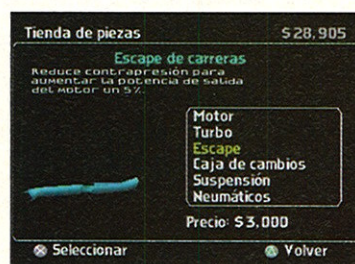 Tienda de piezas $28,905
Escape de carreras
Reduce contrapresión para
aumentar la potencia de salida
del motor un 5%.
Motor
Turbo
Escape
Caja de cambios
Suspensión
Neumáticos
Precio: $3,000
Seleccionar Volver